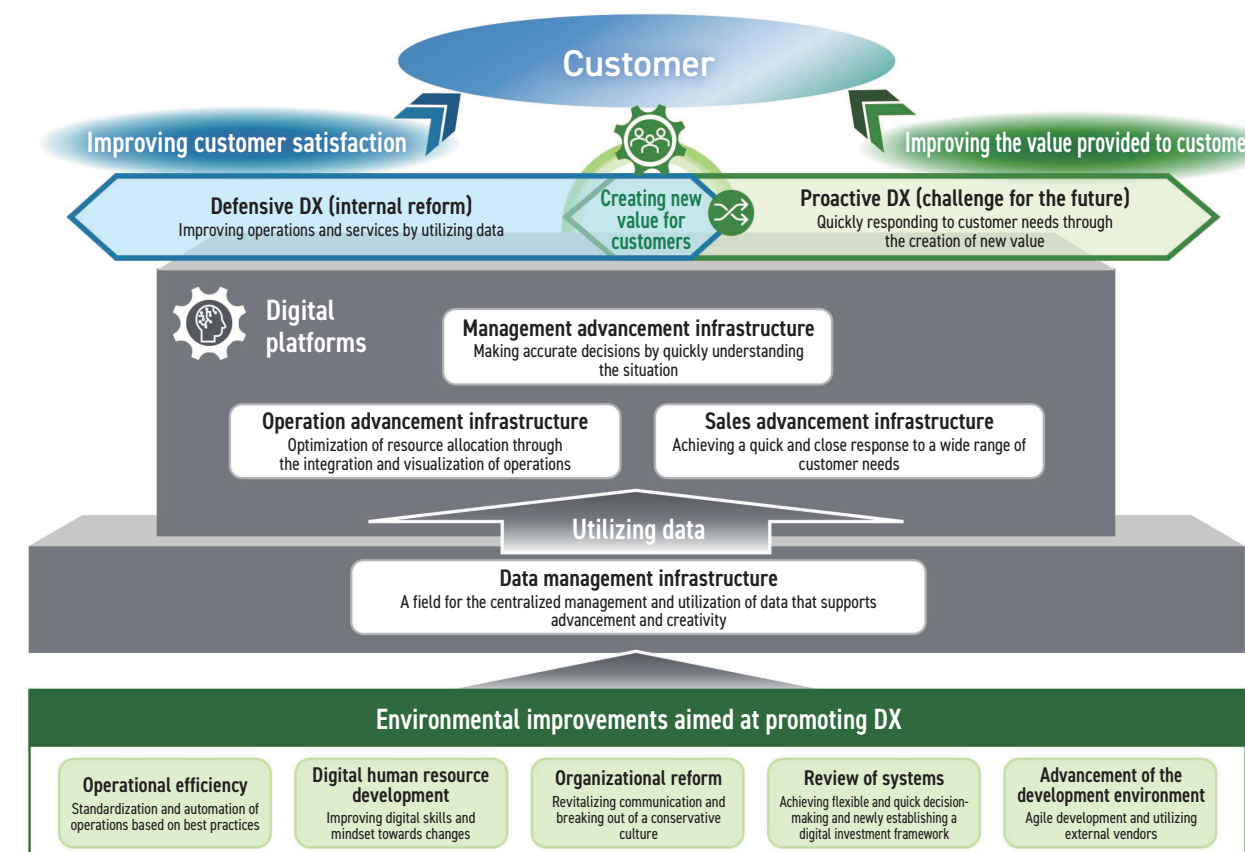 Customer
Improving customer satisfaction
Improving the value provided to custome
Defensive DX (internal reform)
Improving operations and services by utilizing data
Creating new
value for
customers
Proactive DX (challenge for the future)
Quickly responding to customer needs through
the creation of new value
Digital
platforms
Management advancement infrastructure
Making accurate decisions by quickly understanding
the situation
Operation advancement infrastructure
Optimization of resource allocation through
the integration and visualization of operations
Sales advancement infrastructure
Achieving a quick and close response to a wide range of
customer needs
Utilizing data
Data management infrastructure
A field for the centralized management and utilization of data that supports
advancement and creativity
Environmental improvements aimed at promoting DX
Operational efficiency
Standardization and automation of
operations based on best practices
Digital human resource
development
Improving digital skills and
mindset towards changes
Organizational reform
Revitalizing communication and
breaking out of a conservative
culture
Review of systems
Achieving flexible and quick decision-
making and newly establishing a
digital investment framework
Advancement of the
development environment
Agile development and utilizing
external vendors